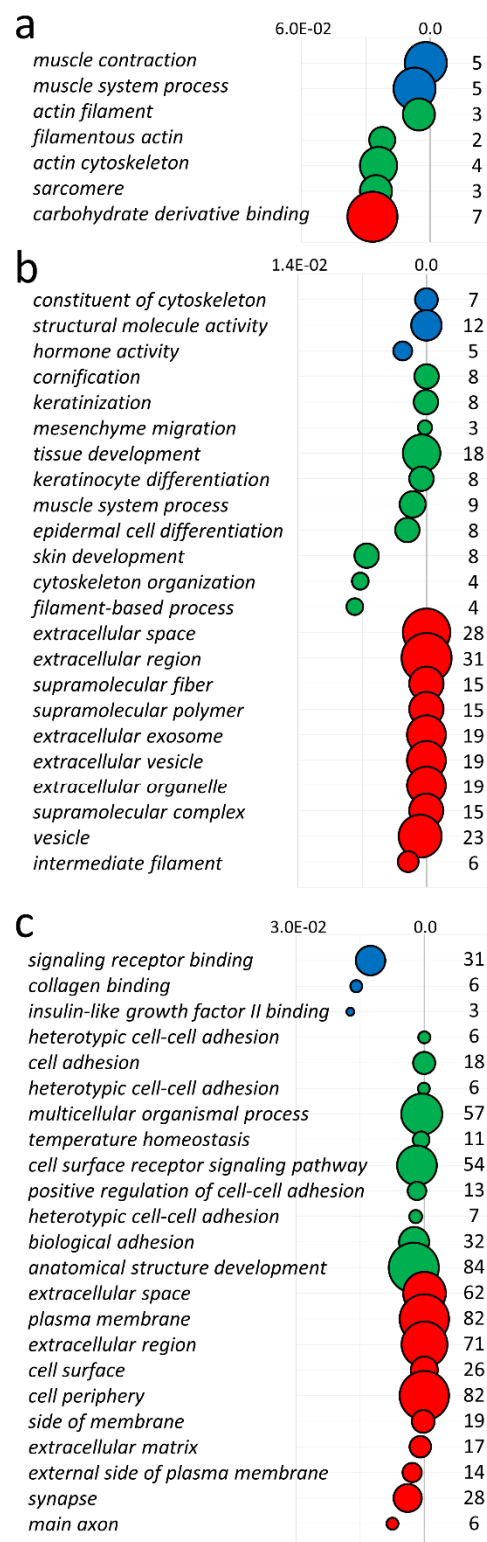 a
6.0E-02 0.0
muscle contraction 5
muscle system process 5
actin filament 3
filamentous actin 2
actin cytoskeleton 4
sarcomere 3
carbohydrate derivative binding 7
b
1.4E-02 0.0
constituent of cytoskeleton 7
structural molecule activity 12
hormone activity 5
cornification 8
keratinization 8
mesenchyme migration 3
tissue development 18
keratinocyte differentiation 8
muscle system process 9
epidermal cell differentiation 8
skin development 8
cytoskeleton organization 4
filament-based process 4
extracellular space 28
extracellular region 31
supramolecular fiber 15
supramolecular polymer 15
extracellular exosome 19
extracellular vesicle 19
extracellular organelle 19
supramolecular complex 15
vesicle 23
intermediate filament 6
c
3.0E-02 0.0
signaling receptor binding 31
collagen binding 6
insulin-like growth factor II binding 3
heterotypic cell-cell adhesion 6
cell adhesion 18
heterotypic cell-cell adhesion 6
multicellular organismal process 57
temperature homeostasis 11
cell surface receptor signaling pathway 54
positive regulation of cell-cell adhesion 13
heterotypic cell-cell adhesion 7
biological adhesion 32
anatomical structure development 84
extracellular space 62
plasma membrane 82
extracellular region 71
cell surface 26
cell periphery 82
side of membrane 19
extracellular matrix 17
external side of plasma membrane 14
synapse 28
main axon 6